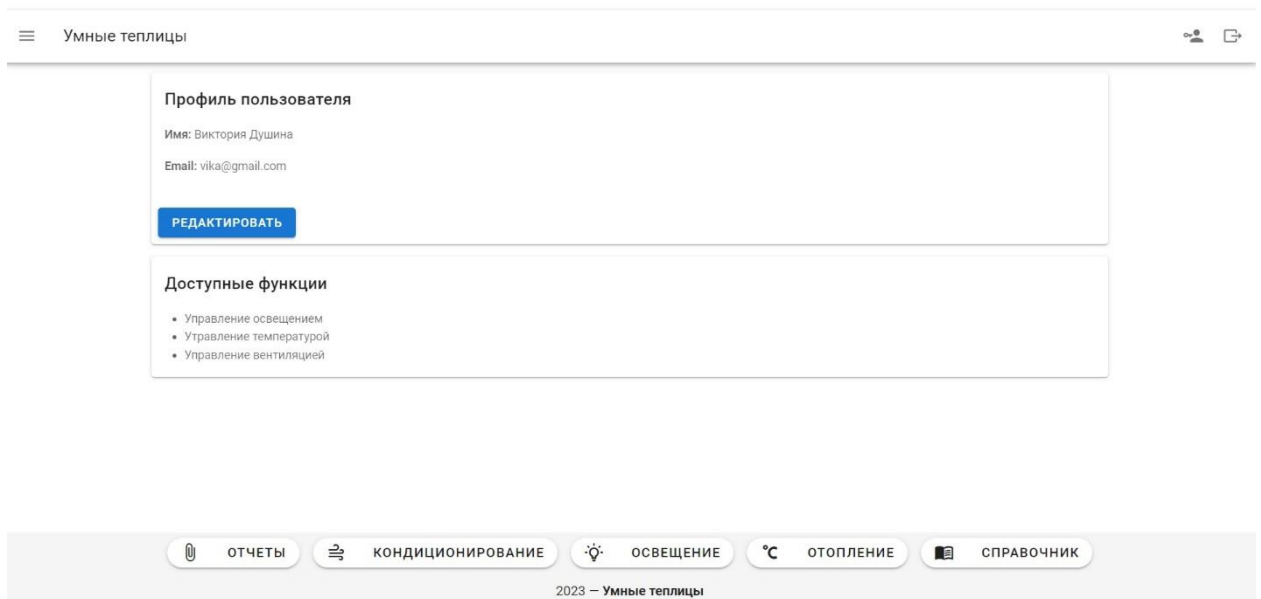 Умные теплицы
Профиль пользователя
Имя: Виктория Душина
Email: vika@gmail.com
РЕДАКТИРОВАТЬ
Доступные функции
• Управление освещением
• Утравление температурой
• Управление вентиляцией
ОТЧЕТЫ КОНДИЦИОНИРОВАНИЕ ОСВЕЩЕНИЕ °C ОТОПЛЕНИЕ СПРАВОЧНИК
2023 — Умные теплицы